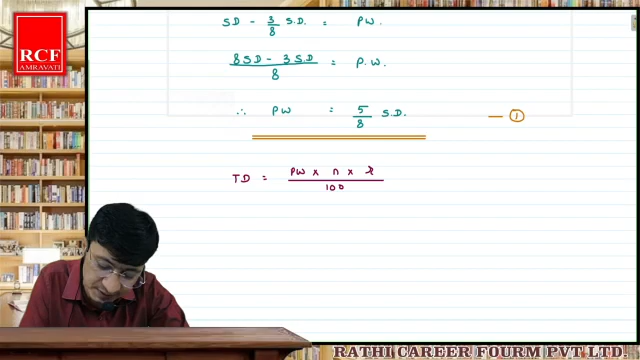 SD - 3/8 S.D. = PW.
RCF
AMRAVATI
8SD - 3S.D / 8 = P.W.
∴ PW = 5/8 S.D. — ①
TD = PW x n x r / 100
RATHI CAREER FOURM PVT LTD